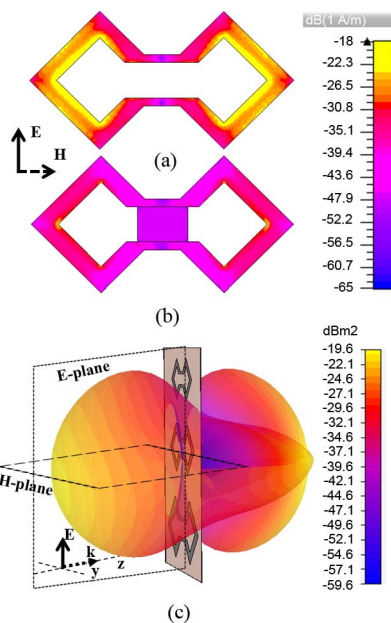 dB(1 A/m)
-18
-22.3
-26.5
-30.8
-35.1
-39.4
-43.6
-47.9
-52.2
-56.5
-60.7
-65
E
H
(a)
(b)
dBm2
-19.6
-22.1
-24.6
-27.1
-29.6
-32.1
-34.6
-37.1
-39.6
-42.1
-44.6
-47.1
-49.6
-52.1
-54.6
-57.1
-59.6
E-plane
H-plane
E
k
y
z
(c)